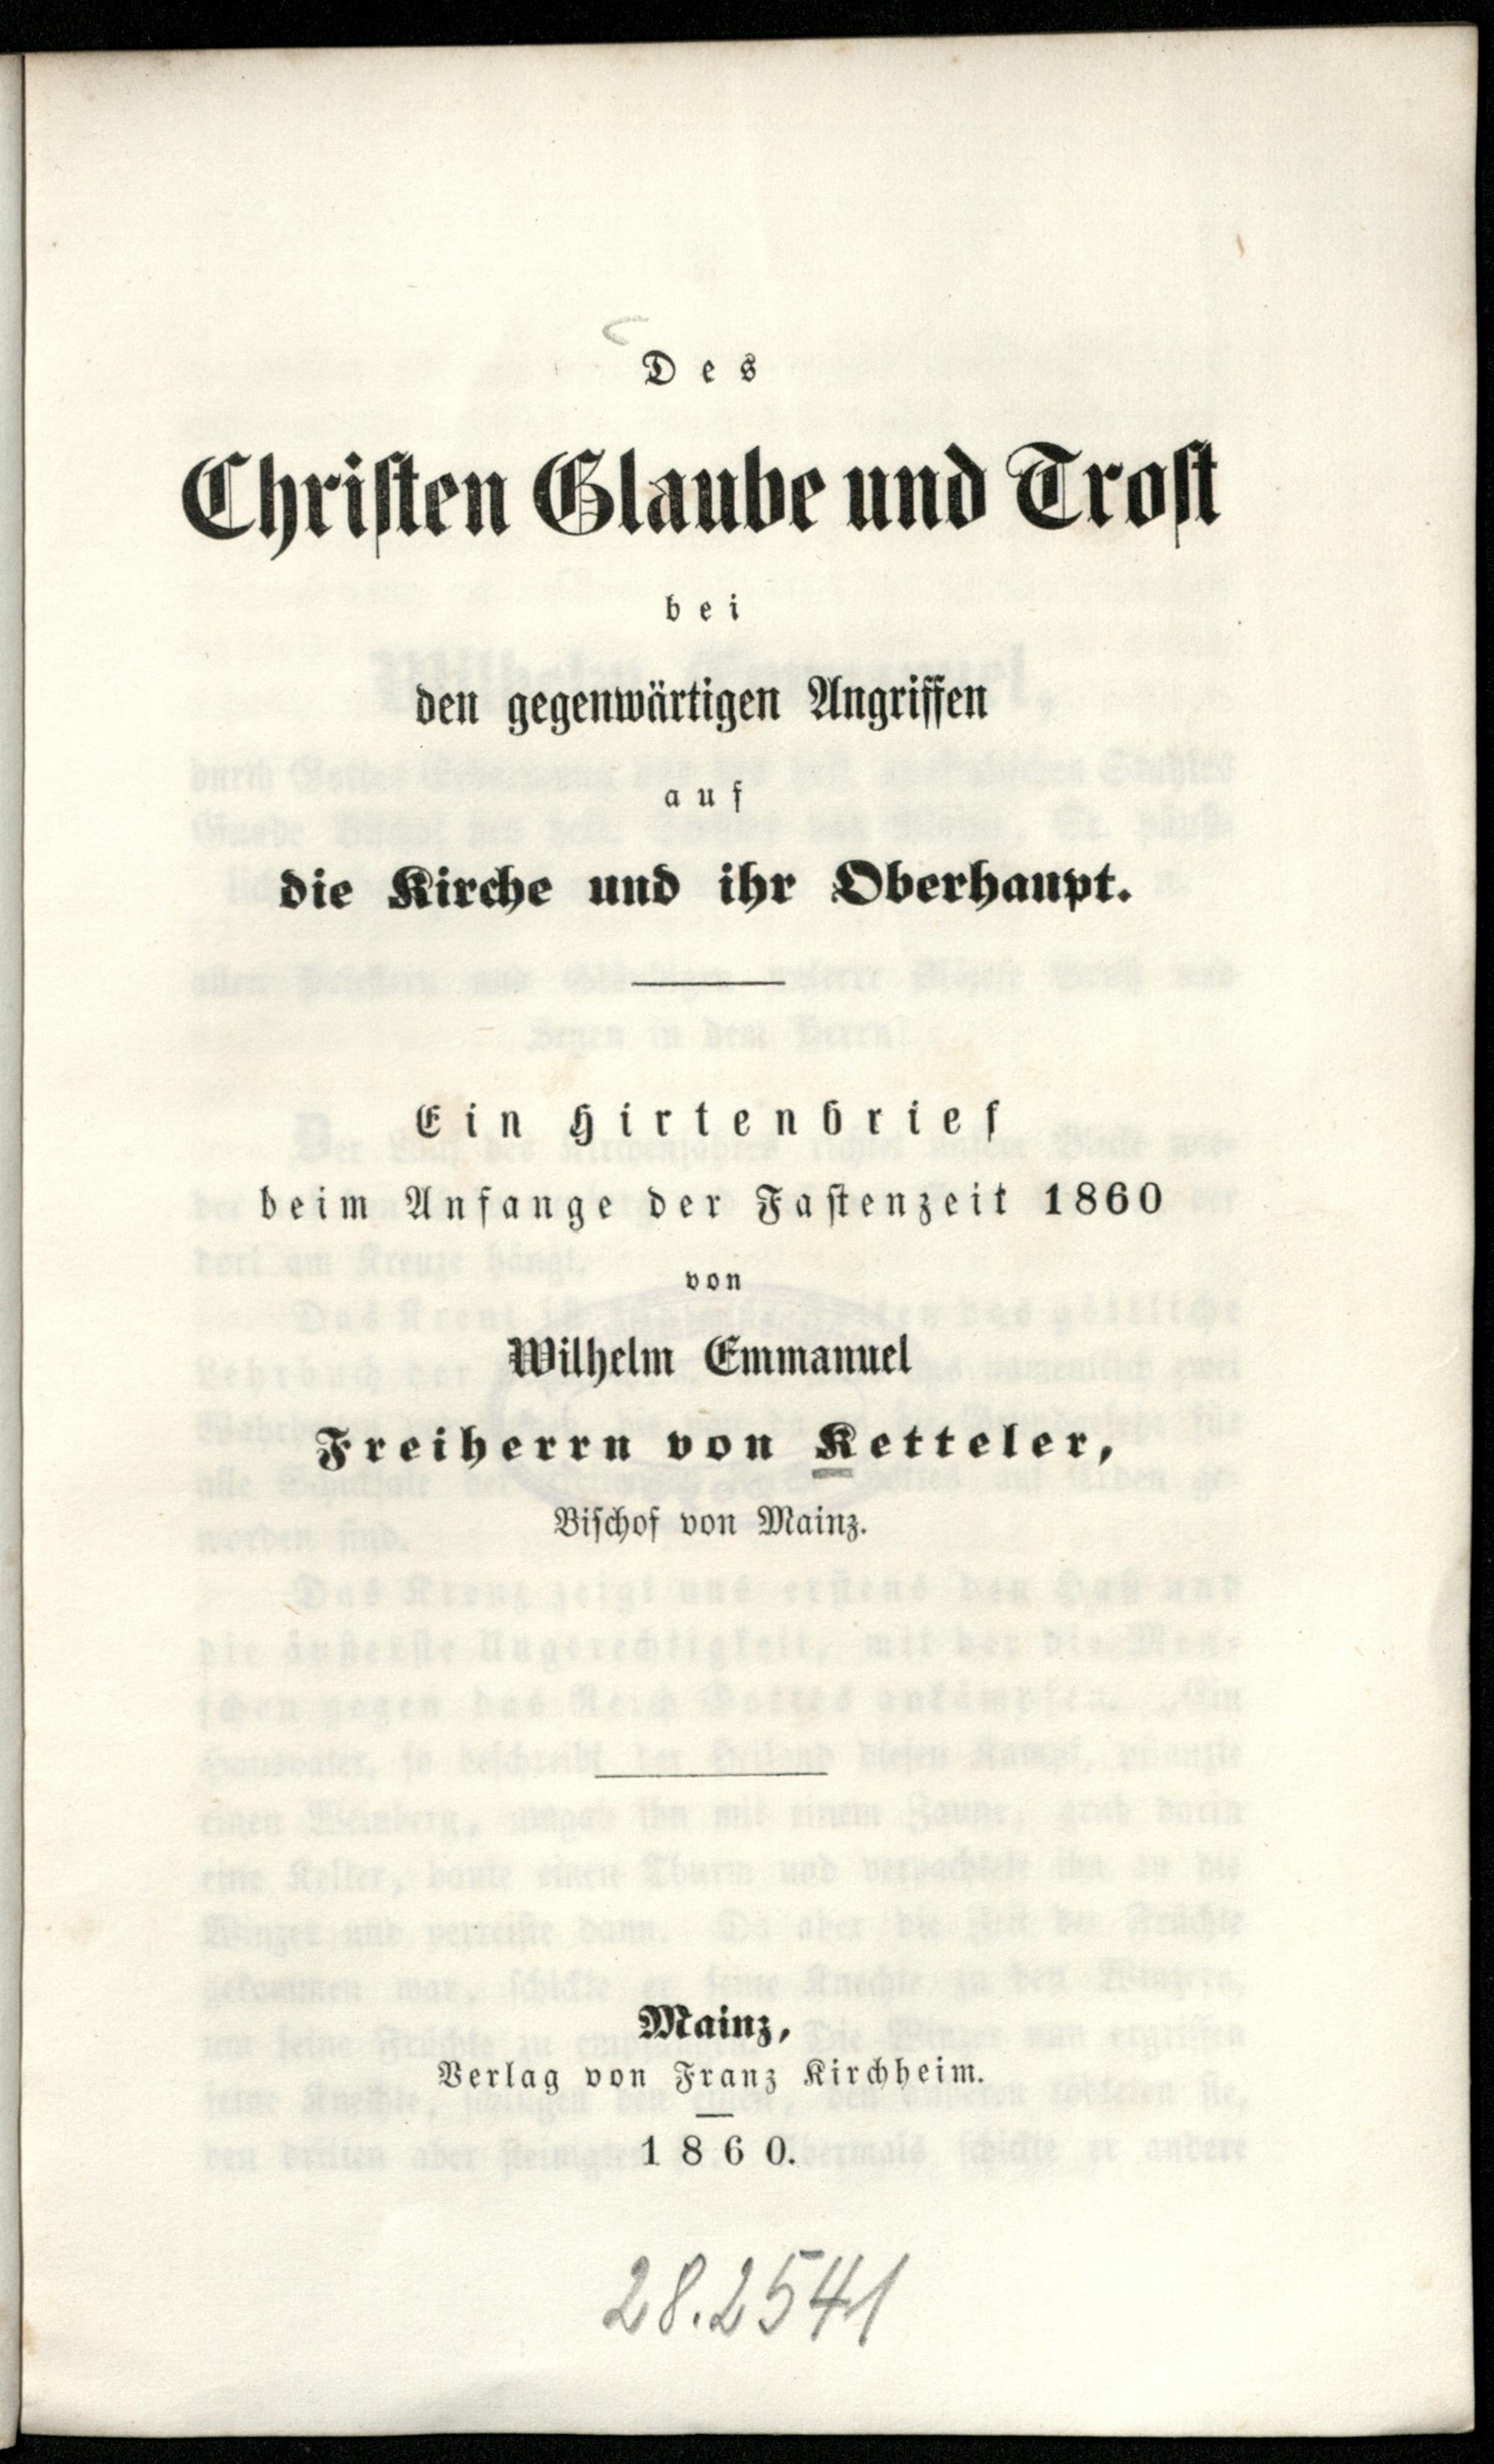 Des
Christen Glaube und Trost
bei
den gegenwärtigen Angriffen
auf
die Kirche und ihr Oberhaupt.
Ein Hirtenbrief
beim Anfange der Fastenzeit 1860
von
Wilhelm Emmanuel
Freiherrn von Ketteler,
Bischof von Mainz.
Mainz,
Verlag von Franz Kirchheim.
1860.
28.2541